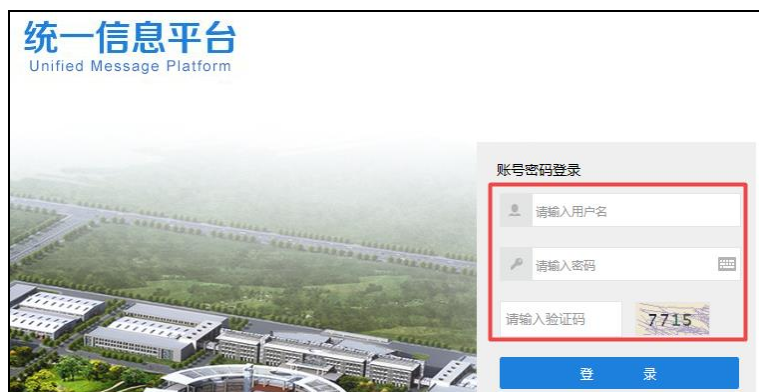 统一信息平台
Unified Message Platform
账号密码登录
请输入用户名
请输入密码
请输入验证码
7715
登 录